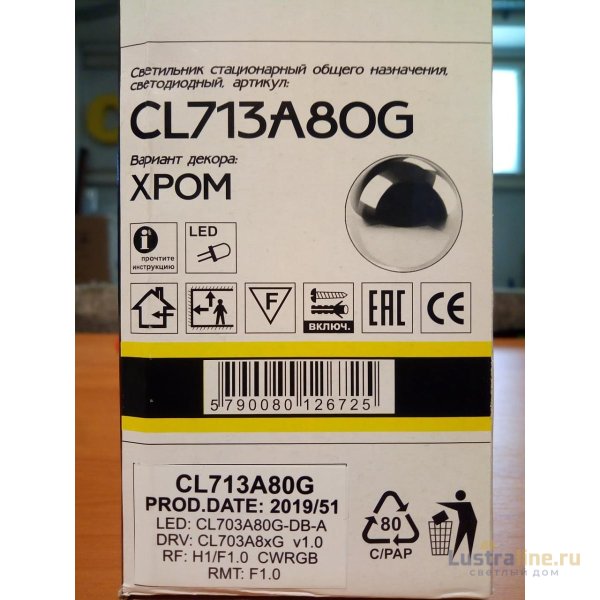 Светильник стационарный общего назначения,
светодиодный, артикул:
CL713A80G
Вариант декора:
ХРОМ
i
прочтите
инструкцию
LED
F
ВКЛЮЧ.
EAC
CE
5 790080 126725
CL713A80G
PROD.DATE: 2019/51
LED: CL703A80G-DB-A
DRV: CL703A8xG v1.0
RF: H1/F1.0 CWRGB
RMT: F1.0
80
C/PAP
Lustraline.ru
светлый дом